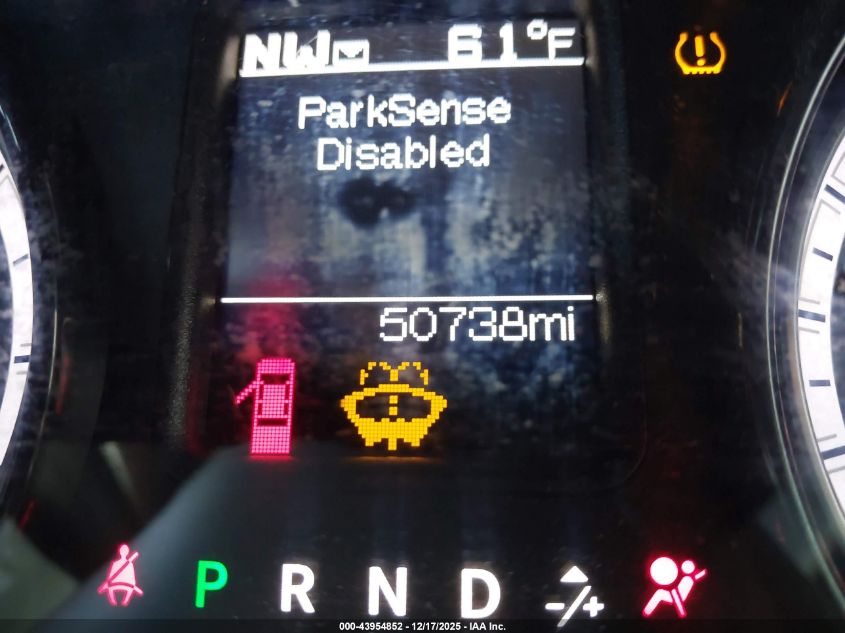 NW 61°F
ParkSense
Disabled
50738mi
P R N D -/+
000-43954852 - 12/17/2025 - IAA Inc.